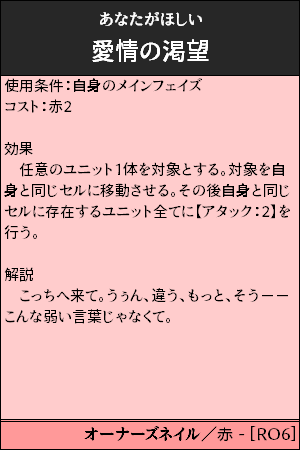 あなたがほしい
愛情の渇望
使用条件：自身のメインフェイズ
コスト：赤2
効果
　任意のユニット1体を対象とする。対象を自
身と同じセルに移動させる。その後自身と同じ
セルに存在するユニット全てに【アタック：2】を
行う。
解説
　こっちへ来て。うぅん、違う、もっと、そう－－
こんな弱い言葉じゃなくて。
オーナーズネイル／赤 - [RO6]